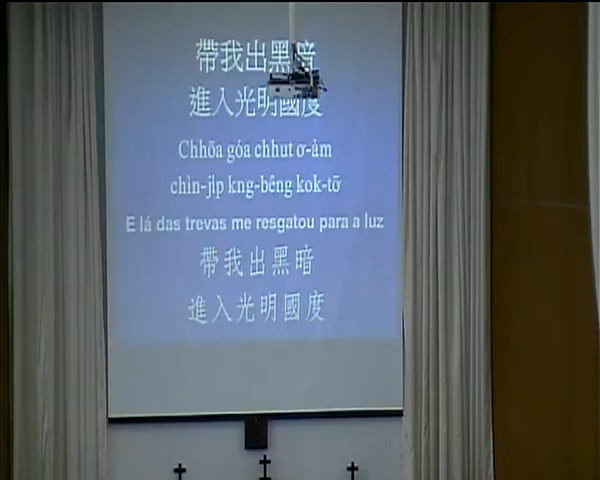 帶我出黑暗
進入光明國度
Chhōa góa chhut o͘-àm
chìn-ji̍p kng-bêng kok-tō͘
E lá das trevas me resgatou para a luz
帶我出黑暗
進入光明國度